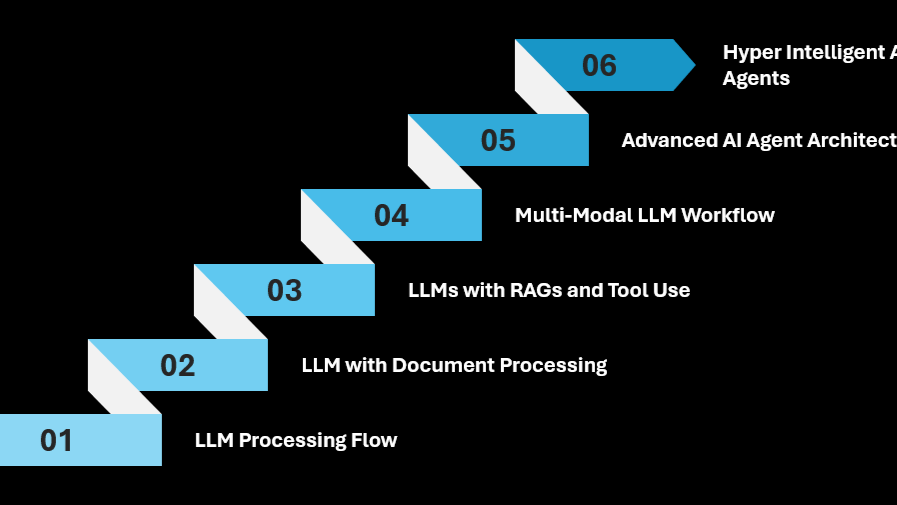 06
Hyper Intelligent A
Agents
05
Advanced AI Agent Architect
04
Multi-Modal LLM Workflow
03
LLMs with RAGs and Tool Use
02
LLM with Document Processing
01
LLM Processing Flow